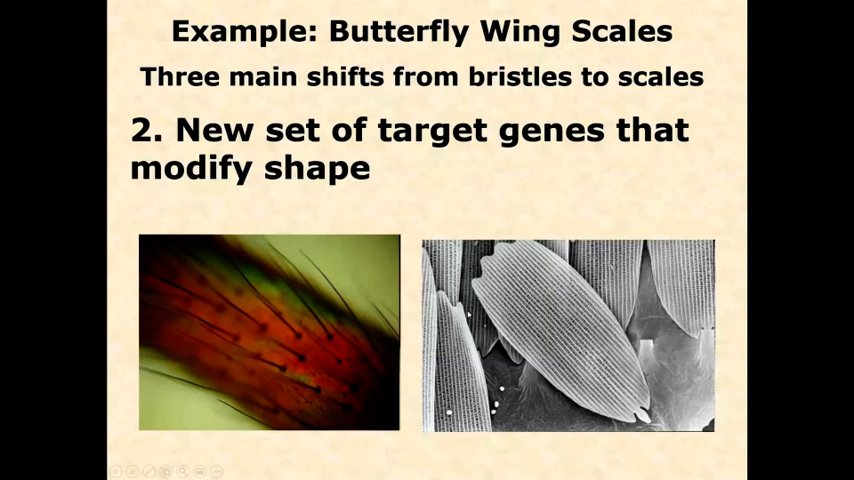 Example: Butterfly Wing Scales
Three main shifts from bristles to scales
2. New set of target genes that
modify shape